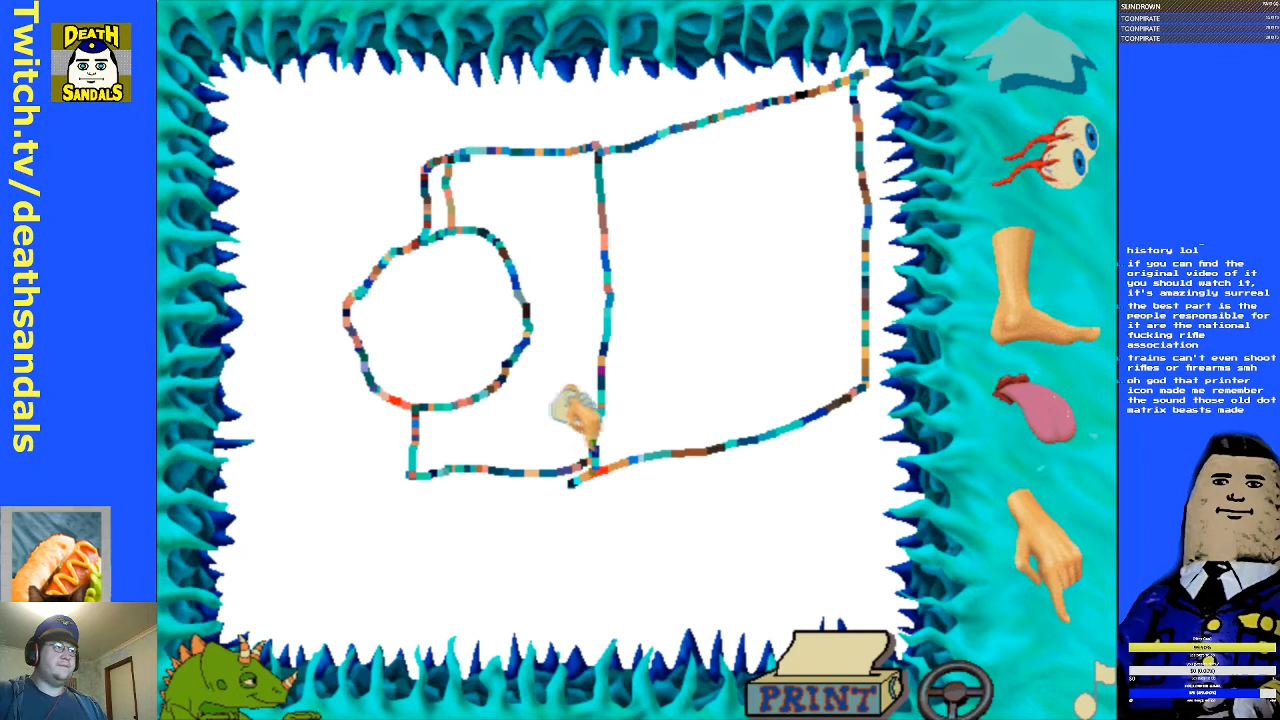 Twitch.tv/deathsandals
DEATH
SANDALS
SUNDROWN
TCONPIRATE
TCONPIRATE
TCONPIRATE
history lol
if you can find the
original video of it
you should watch it,
it's amazingly surreal
the best part is the
people responsible for
it are the national
fucking rifle
association
trains can't even shoot
rifles or firearms smh
oh god that printer
icon made me remember
the sound those old dot
matrix beasts made
PRINT